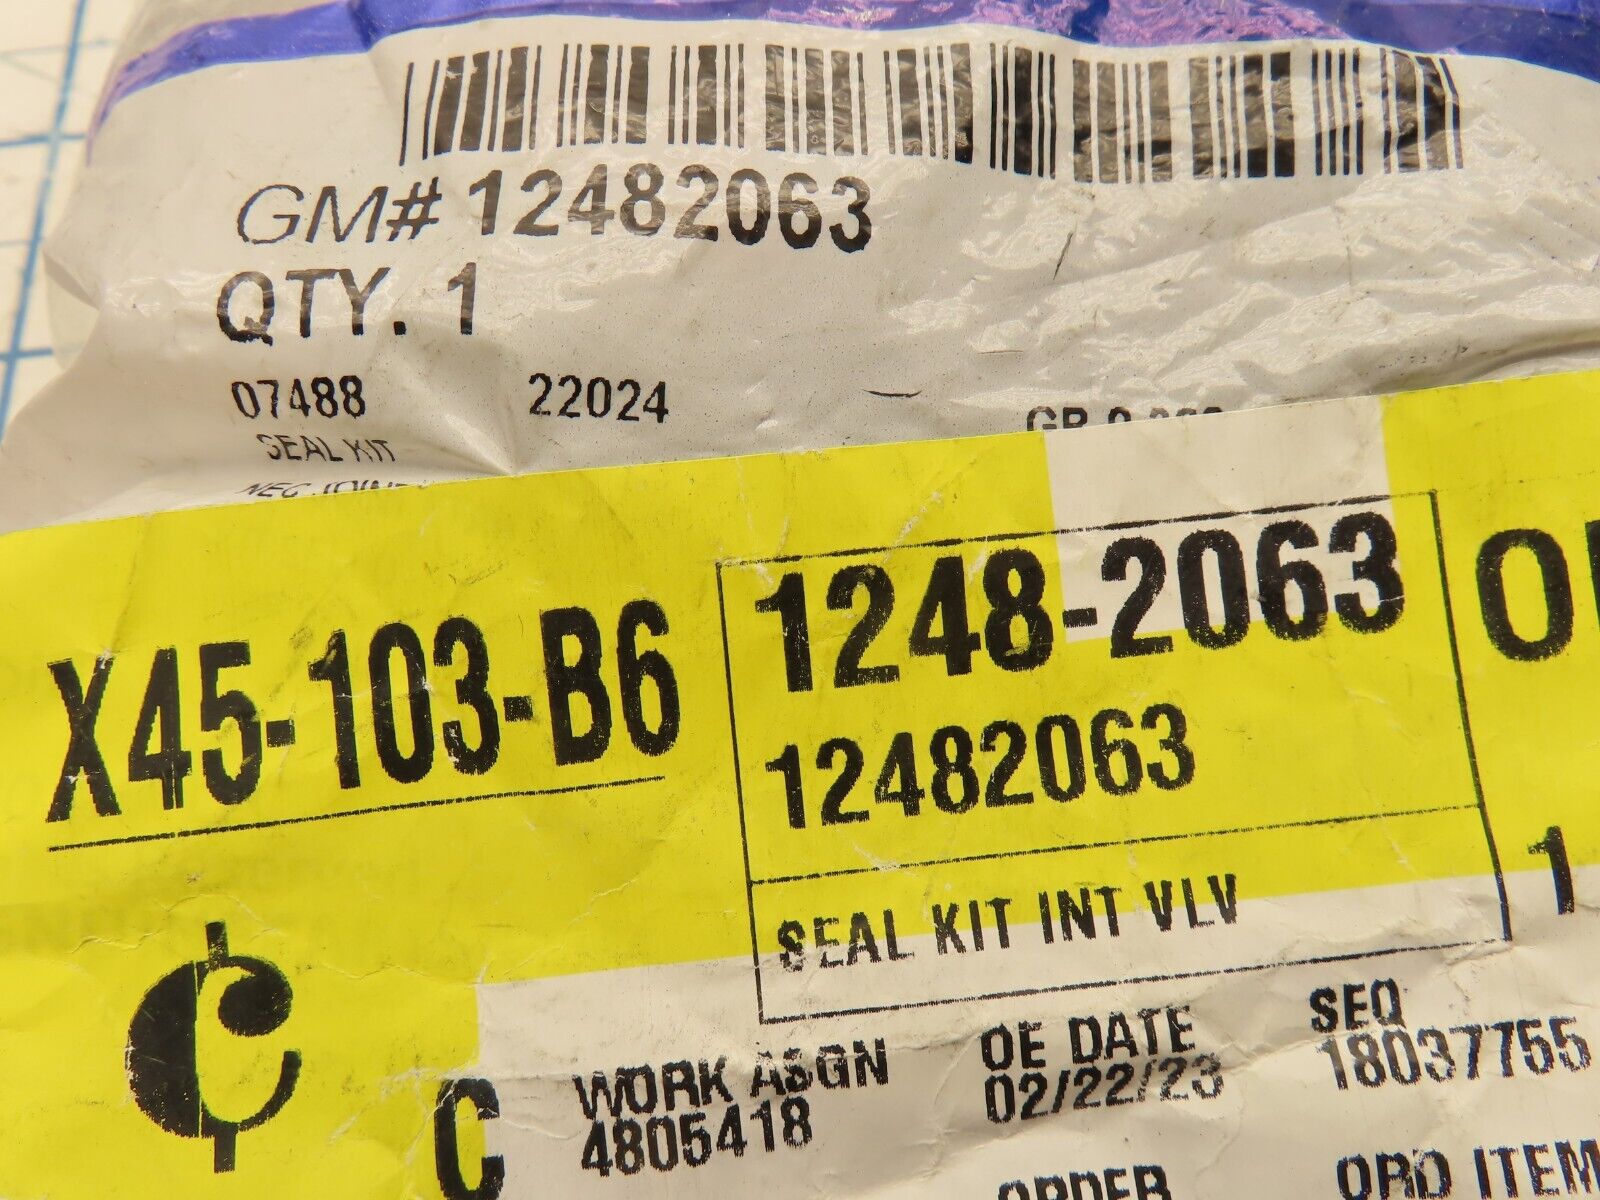 GM# 12482063
QTY. 1
07488 22024
SEAL KIT
X45-103-B6
1248-2063
12482063
1
SEAL KIT INT VLV
C
WORK ASGN
4805418
OE DATE
02/22/23
SEQ
18037755
ORDER
ORD ITEM